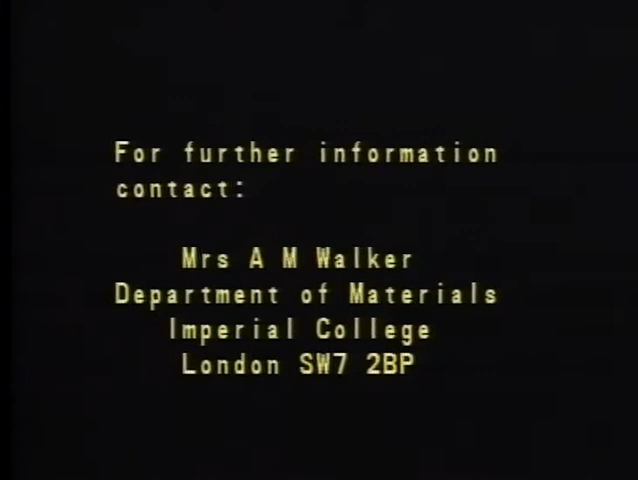 For further information
contact:
Mrs A M Walker
Department of Materials
Imperial College
London SW7 2BP